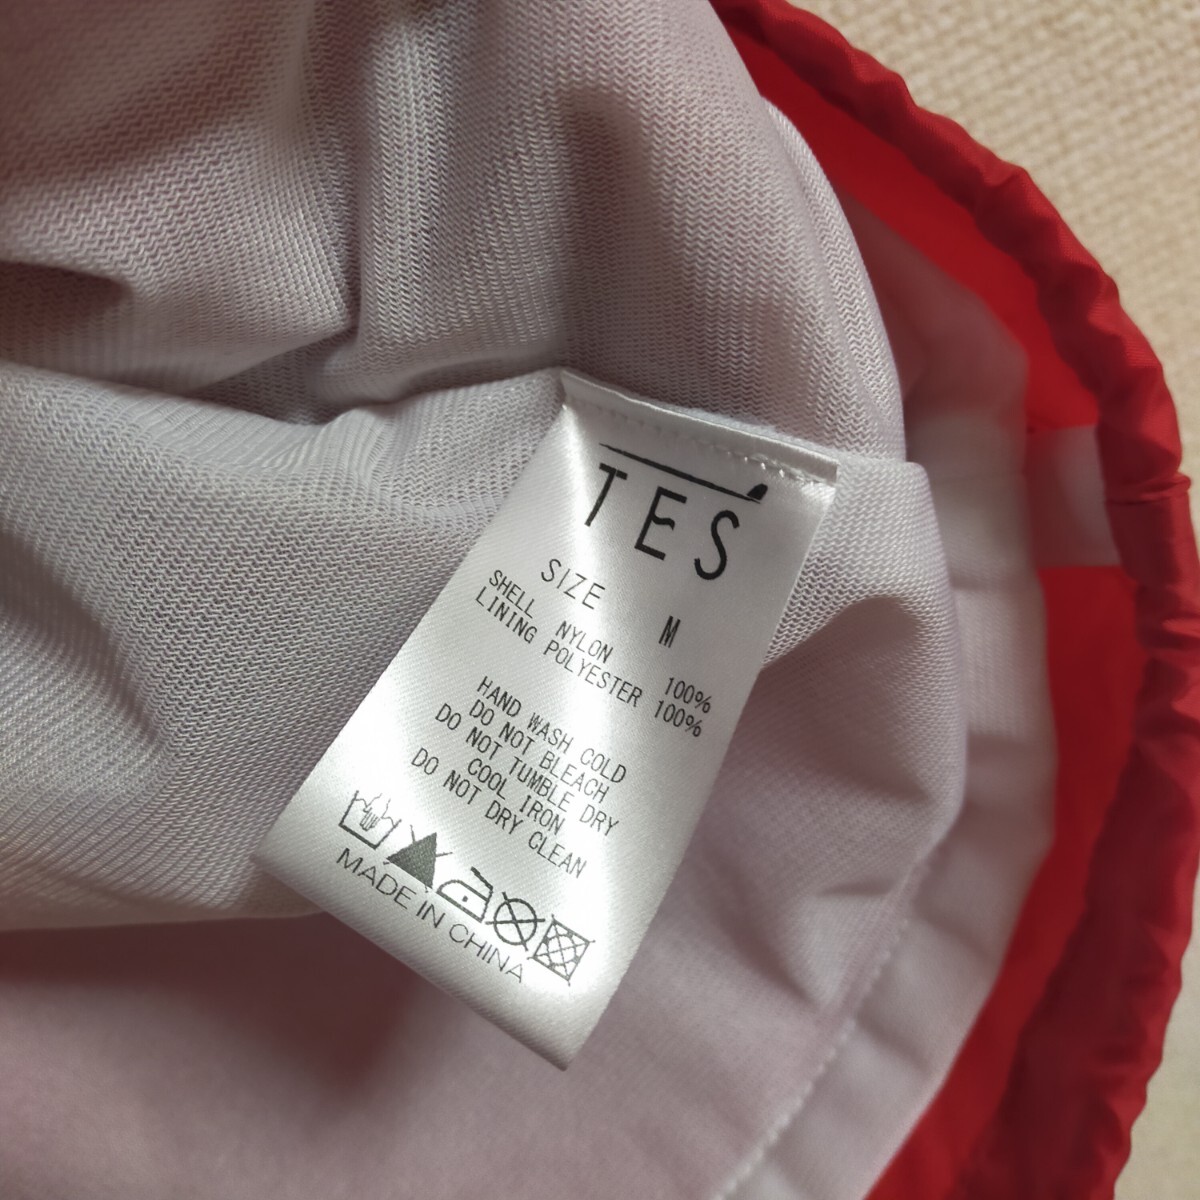 TES
SIZE M
SHELL NYLON 100%
LINING POLYESTER 100%
HAND WASH COLD
DO NOT BLEACH
DO NOT TUMBLE DRY
COOL IRON
DO NOT DRY CLEAN
MADE IN CHINA